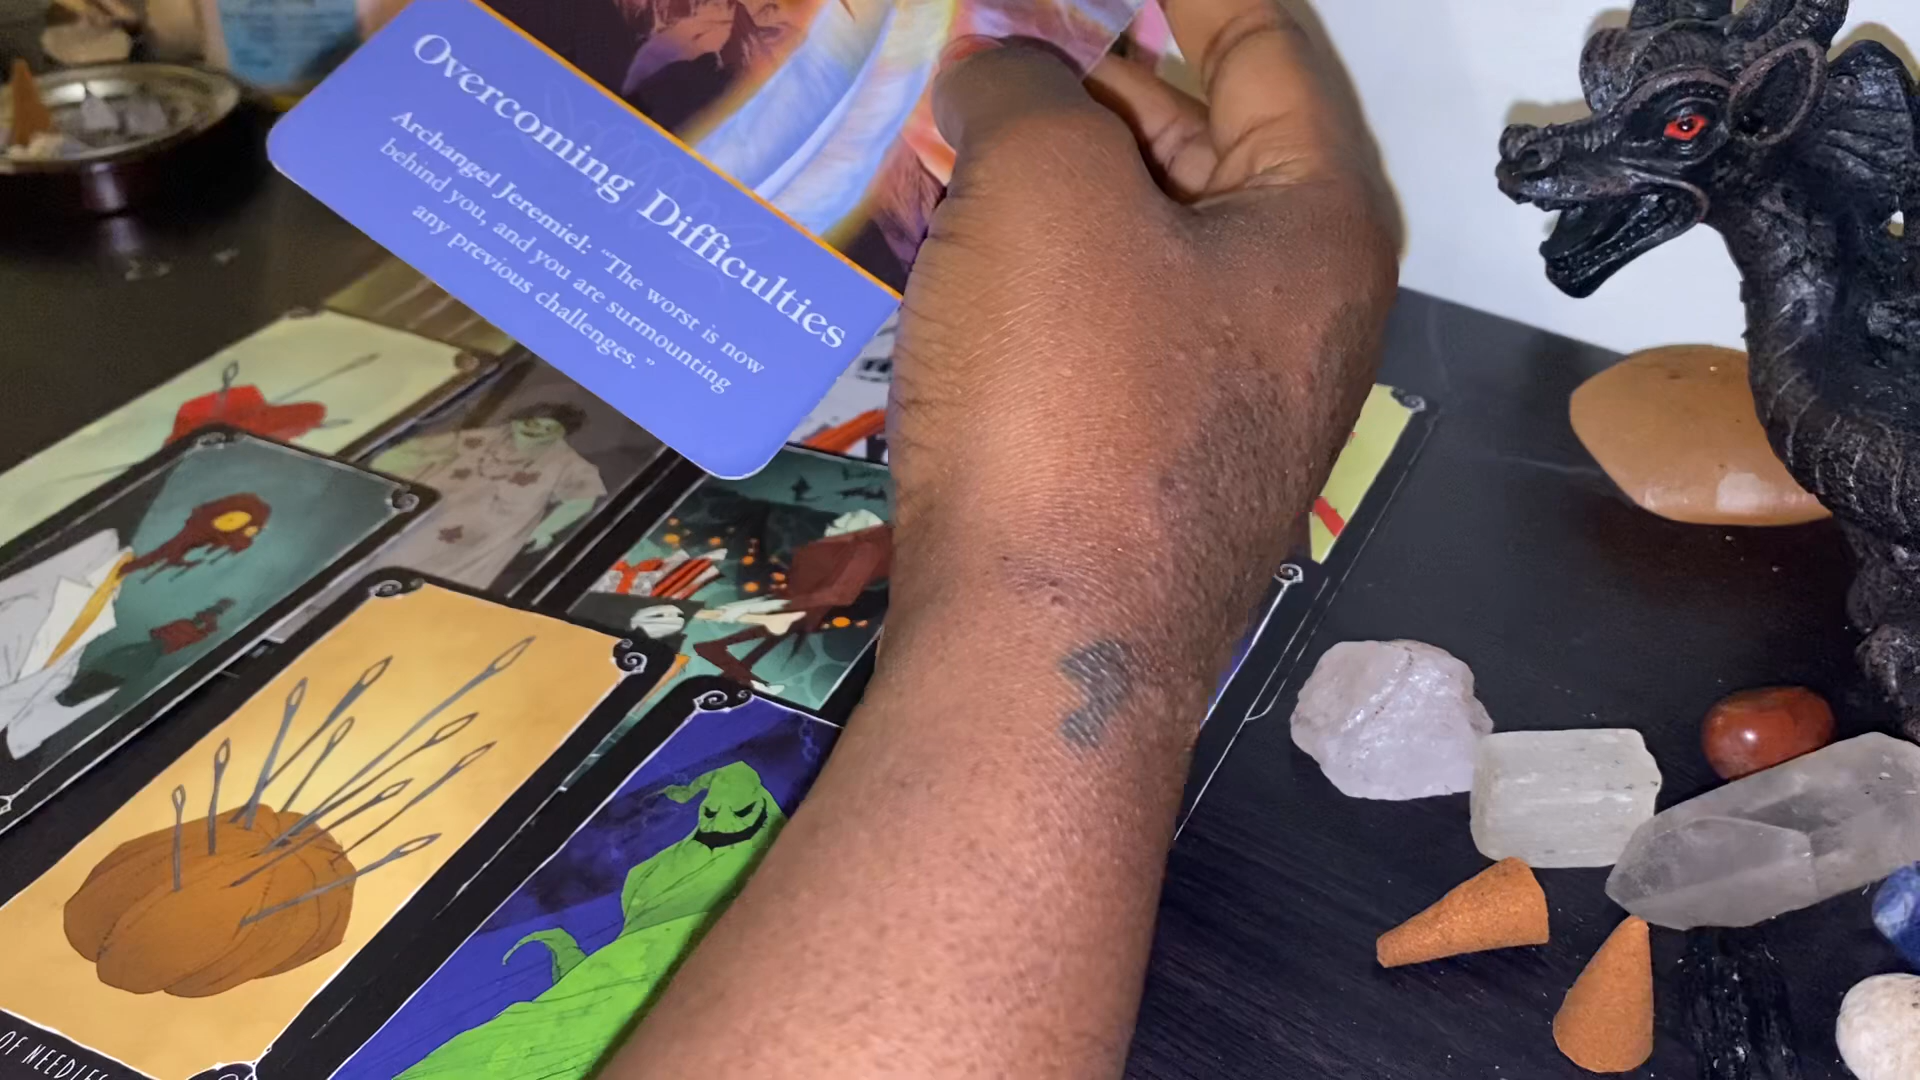 Overcoming Difficulties
Archangel Jeremiel: “The worst is now
behind you, and you are surmounting
any previous challenges.”
OF NEEDLES